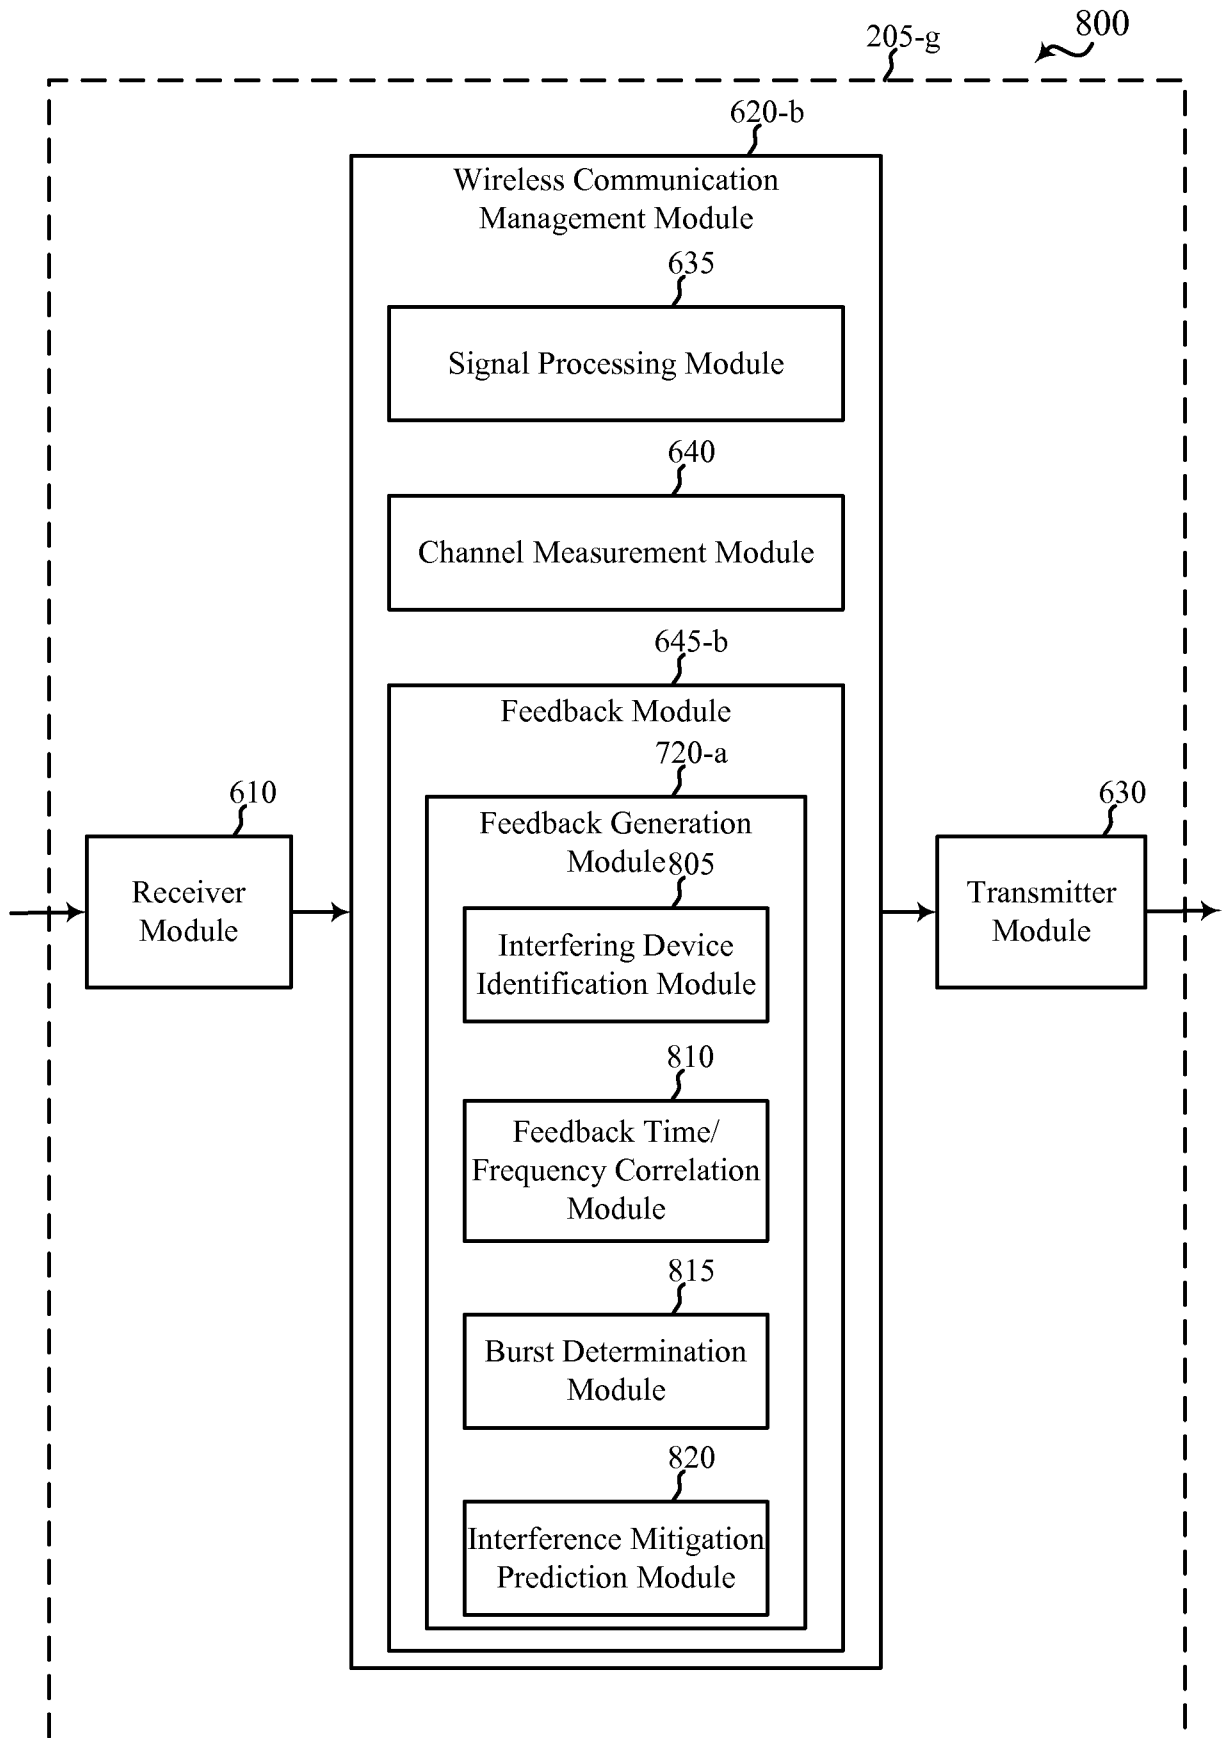 800
205-g
620-b
Wireless Communication
Management Module
635
Signal Processing Module
640
Channel Measurement Module
645-b
Feedback Module
720-a
Feedback Generation
Module
805
Interfering Device
Identification Module
810
Feedback Time/
Frequency Correlation
Module
815
Burst Determination
Module
820
Interference Mitigation
Prediction Module
610
Receiver
Module
630
Transmitter
Module